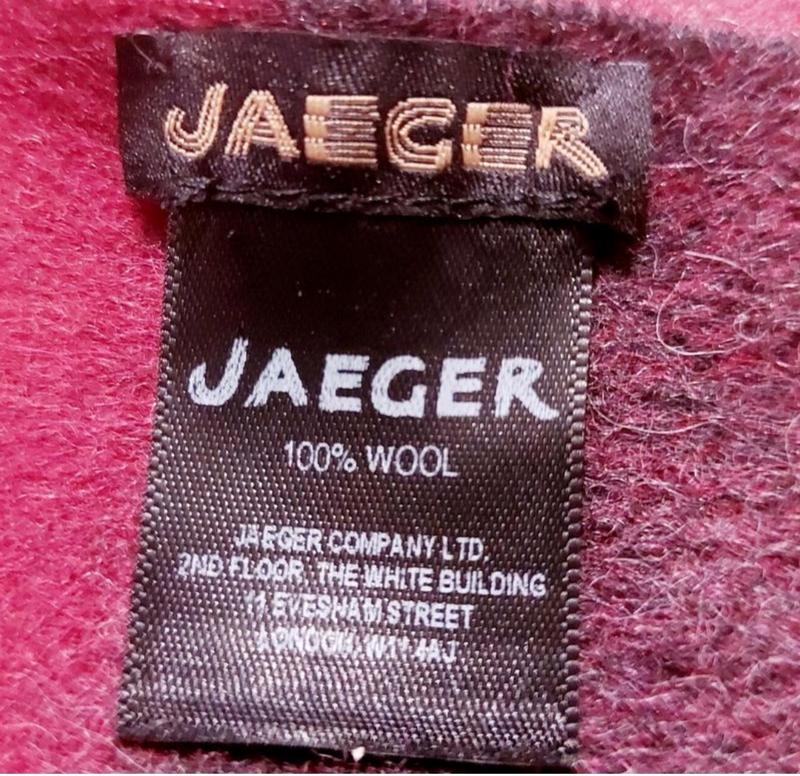 JAEGER
JAEGER
100% WOOL
JAEGER COMPANY LTD,
2ND FLOOR, THE WHITE BUILDING
11 EVESHAM STREET
LONDON, W11 4AJ